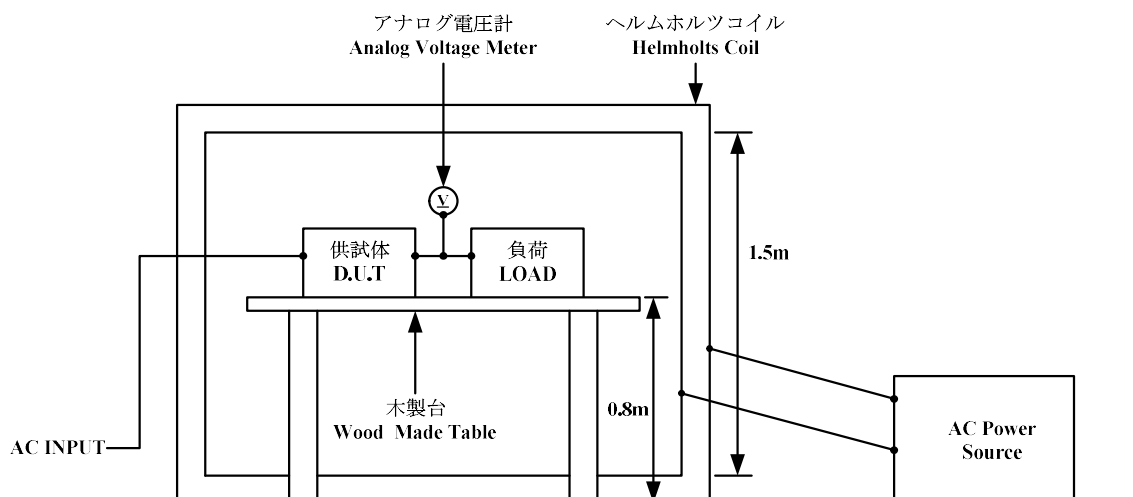 アナログ電圧計
Analog Voltage Meter
ヘルムホルツコイル
Helmholts Coil
V
供試体
D.U.T
負荷
LOAD
1.5m
木製台
Wood Made Table
0.8m
AC INPUT
AC Power
Source